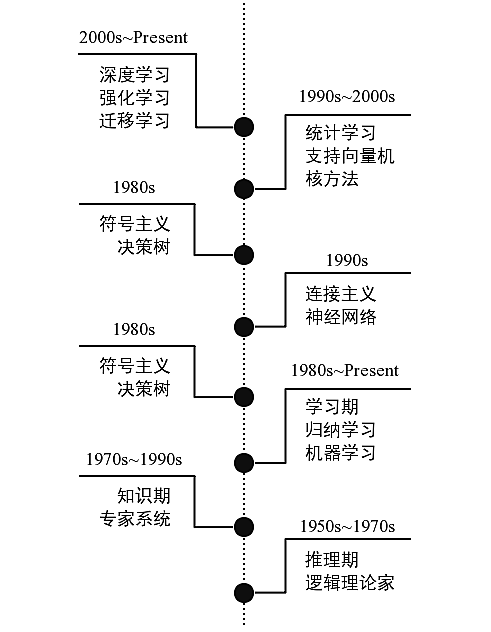 2000s~Present
深度学习
强化学习
迁移学习
1990s~2000s
统计学习
支持向量机
核方法
1980s
符号主义
决策树
1990s
连接主义
神经网络
1980s
符号主义
决策树
1980s~Present
学习期
归纳学习
机器学习
1970s~1990s
知识期
专家系统
1950s~1970s
推理期
逻辑理论家